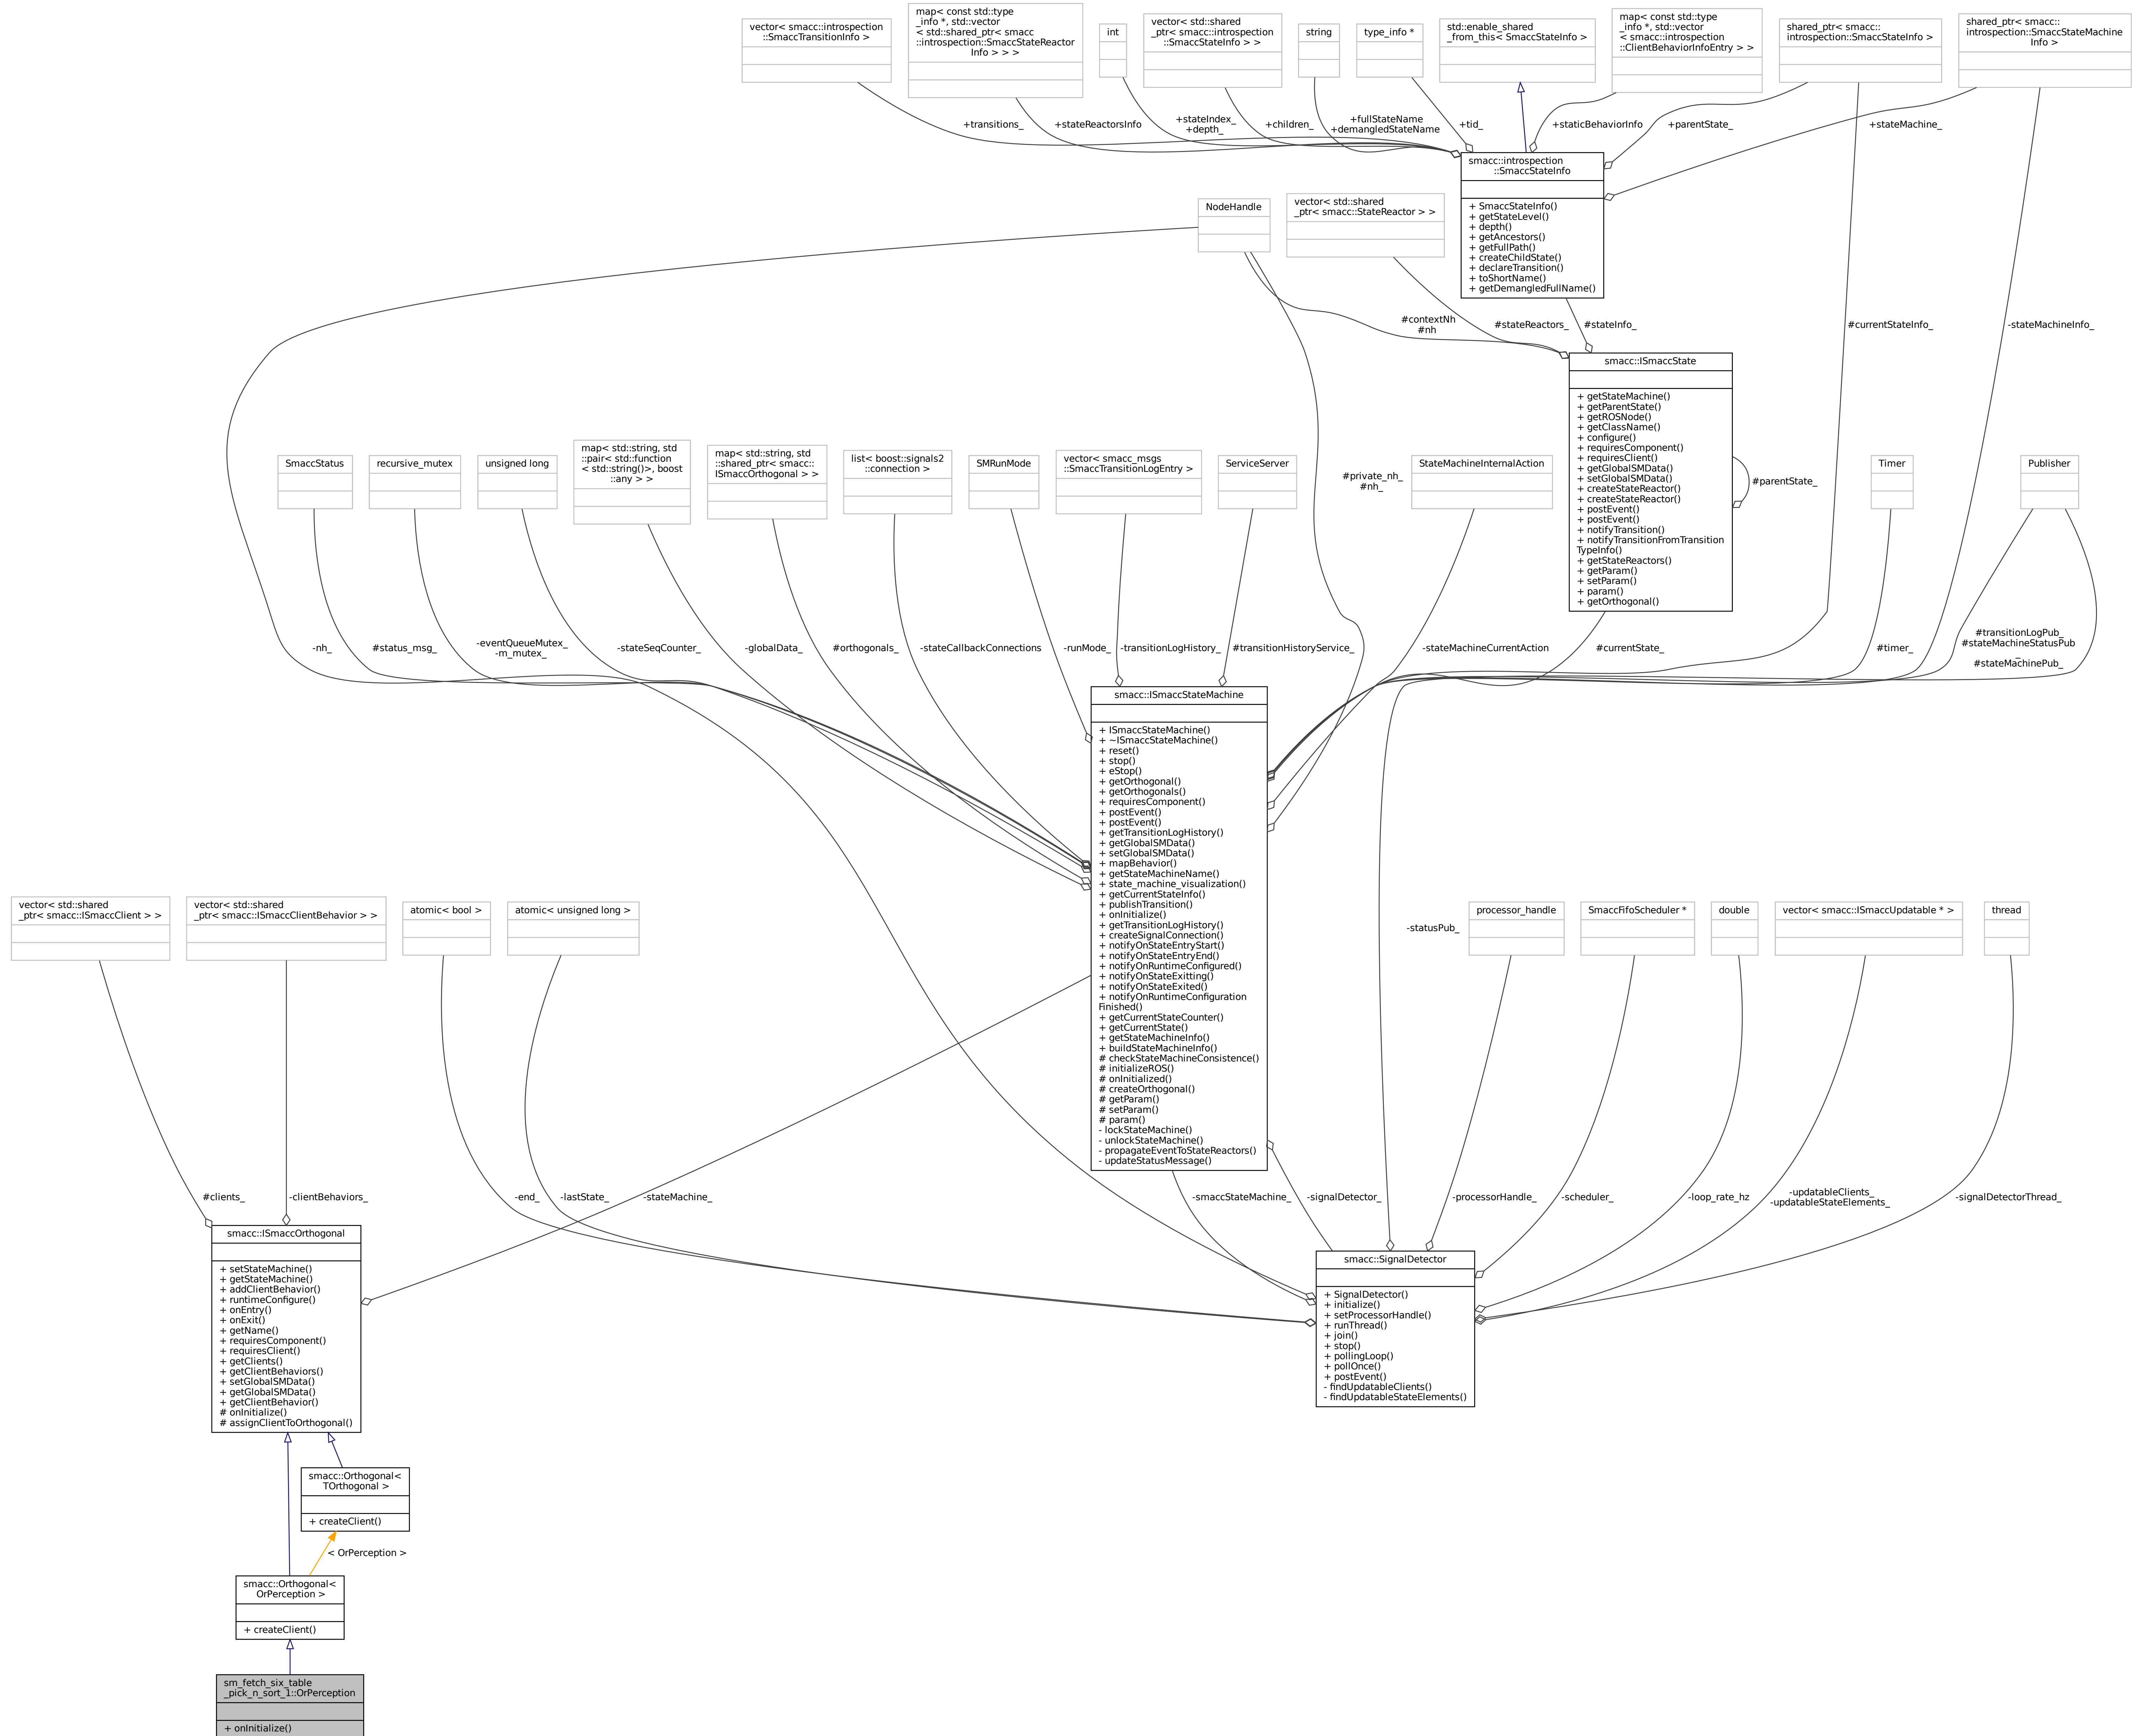 vector< smacc::introspection
::SmaccTransitionInfo >
map< const std::type
_info *, std::vector
< std::shared_ptr< smacc
::introspection::SmaccStateReactor
Info > > >
int
vector< std::shared
_ptr< smacc::introspection
::SmaccStateInfo > >
string
type_info *
std::enable_shared
_from_this< SmaccStateInfo >
map< const std::type
_info *, std::vector
< smacc::introspection
::ClientBehaviorInfoEntry > >
shared_ptr< smacc::
introspection::SmaccStateInfo >
shared_ptr< smacc::
introspection::SmaccStateMachine
Info >
+transitions_
+stateReactorsInfo
+stateIndex_
+depth_
+children_
+fullStateName
+demangledStateName
+tid_
+staticBehaviorInfo
+parentState_
+stateMachine_
smacc::introspection
::SmaccStateInfo
+ SmaccStateInfo()
+ getStateLevel()
+ depth()
+ getAncestors()
+ getFullPath()
+ createChildState()
+ declareTransition()
+ toShortName()
+ getDemangledFullName()
NodeHandle
vector< std::shared
_ptr< smacc::StateReactor > >
#contextNh
#nh
#stateReactors_
#stateInfo_
#currentStateInfo_
-stateMachineInfo_
smacc::ISmaccState
+ getStateMachine()
+ getParentState()
+ getROSNode()
+ getClassName()
+ configure()
+ requiresComponent()
+ requiresClient()
+ getGlobalSMData()
+ setGlobalSMData()
+ createStateReactor()
+ createStateReactor()
+ postEvent()
+ postEvent()
+ notifyTransition()
+ notifyTransitionFromTransition
TypeInfo()
+ getStateReactors()
+ getParam()
+ setParam()
+ param()
+ getOrthogonal()
#parentState_
SmaccStatus
recursive_mutex
unsigned long
map< std::string, std
::pair< std::function
< std::string()>, boost
::any > >
map< std::string, std
::shared_ptr< smacc::
ISmaccOrthogonal > >
list< boost::signals2
::connection >
SMRunMode
vector< smacc_msgs
::SmaccTransitionLogEntry >
ServiceServer
#private_nh_
#nh_
StateMachineInternalAction
Timer
Publisher
-nh_
#status_msg_
-eventQueueMutex_
-m_mutex_
-stateSeqCounter_
-globalData_
#orthogonals_
-stateCallbackConnections
-runMode_
-transitionLogHistory_
#transitionHistoryService_
-stateMachineCurrentAction
#currentState_
#timer_
#transitionLogPub_
#stateMachineStatusPub
_
#stateMachinePub_
smacc::ISmaccStateMachine
+ ISmaccStateMachine()
+ ~ISmaccStateMachine()
+ reset()
+ stop()
+ eStop()
+ getOrthogonal()
+ getOrthogonals()
+ requiresComponent()
+ postEvent()
+ postEvent()
+ getTransitionLogHistory()
+ getGlobalSMData()
+ setGlobalSMData()
+ mapBehavior()
+ getStateMachineName()
+ state_machine_visualization()
+ getCurrentStateInfo()
+ publishTransition()
+ onInitialize()
+ getTransitionLogHistory()
+ createSignalConnection()
+ notifyOnStateEntryStart()
+ notifyOnStateEntryEnd()
+ notifyOnRuntimeConfigured()
+ notifyOnStateExitting()
+ notifyOnStateExited()
+ notifyOnRuntimeConfiguration
Finished()
+ getCurrentStateCounter()
+ getCurrentState()
+ getStateMachineInfo()
+ buildStateMachineInfo()
# checkStateMachineConsistence()
# initializeROS()
# onInitialized()
# createOrthogonal()
# getParam()
# setParam()
# param()
- lockStateMachine()
- unlockStateMachine()
- propagateEventToStateReactors()
- updateStatusMessage()
vector< std::shared
_ptr< smacc::ISmaccClient > >
vector< std::shared
_ptr< smacc::ISmaccClientBehavior > >
atomic< bool >
atomic< unsigned long >
-statusPub_
processor_handle
SmaccFifoScheduler *
double
vector< smacc::ISmaccUpdatable * >
thread
#clients_
-clientBehaviors_
-end_
-lastState_
-stateMachine_
-smaccStateMachine_
-signalDetector_
-processorHandle_
-scheduler_
-loop_rate_hz
-updatableClients_
-updatableStateElements_
-signalDetectorThread_
smacc::ISmaccOrthogonal
+ setStateMachine()
+ getStateMachine()
+ addClientBehavior()
+ runtimeConfigure()
+ onEntry()
+ onExit()
+ getName()
+ requiresComponent()
+ requiresClient()
+ getClients()
+ getClientBehaviors()
+ setGlobalSMData()
+ getGlobalSMData()
+ getClientBehavior()
# onInitialize()
# assignClientToOrthogonal()
smacc::SignalDetector
+ SignalDetector()
+ initialize()
+ setProcessorHandle()
+ runThread()
+ join()
+ stop()
+ pollingLoop()
+ pollOnce()
+ postEvent()
- findUpdatableClients()
- findUpdatableStateElements()
smacc::Orthogonal<
TOrthogonal >
+ createClient()
< OrPerception >
smacc::Orthogonal<
OrPerception >
+ createClient()
sm_fetch_six_table
_pick_n_sort_1::OrPerception
+ onInitialize()